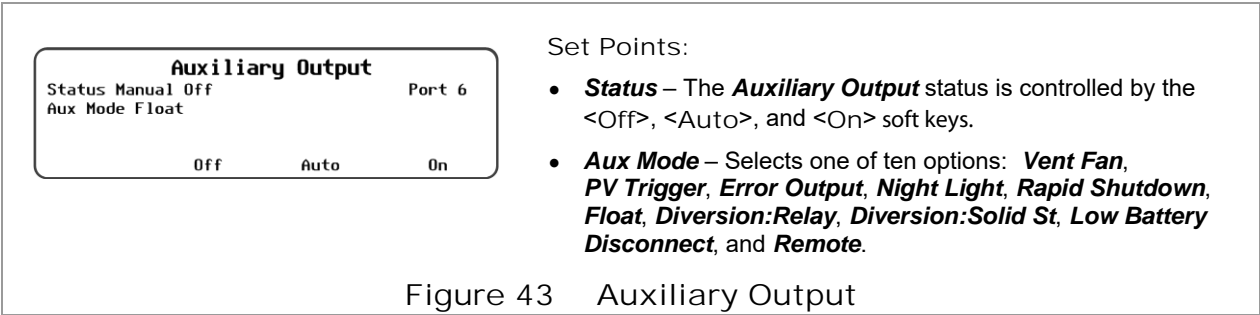 Auxiliary Output
Status Manual Off Port 6
Aux Mode Float
Off Auto On
Set Points:
• Status – The Auxiliary Output status is controlled by the
<Off>, <Auto>, and <On> soft keys.
• Aux Mode – Selects one of ten options: Vent Fan,
PV Trigger, Error Output, Night Light, Rapid Shutdown,
Float, Diversion:Relay, Diversion:Solid St, Low Battery
Disconnect, and Remote.
Figure 43 Auxiliary Output